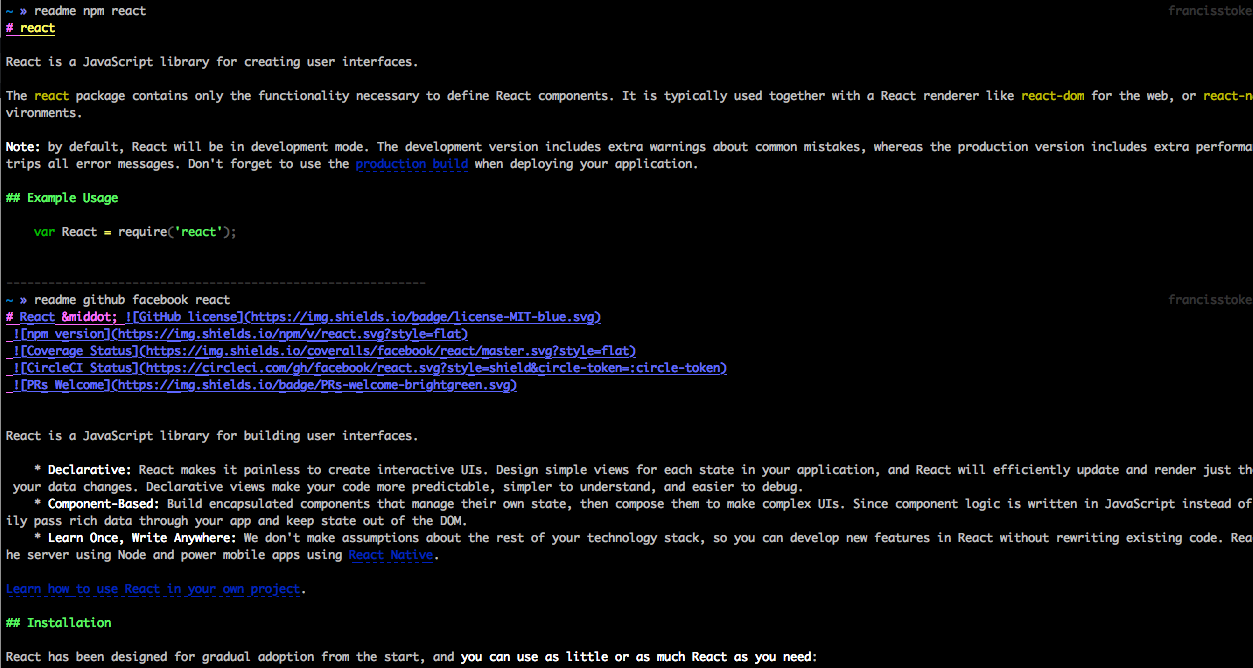 ~ » readme npm react francisstoke
# react
React is a JavaScript library for creating user interfaces.
The react package contains only the functionality necessary to define React components. It is typically used together with a React renderer like react-dom for the web, or react-n
vironments.
Note: by default, React will be in development mode. The development version includes extra warnings about common mistakes, whereas the production version includes extra performa
trips all error messages. Don't forget to use the production build when deploying your application.
## Example Usage
var React = require('react');
------------------------------------------------------------
~ » readme github facebook react francisstoke
# React &middot; ![GitHub license](https://img.shields.io/badge/license-MIT-blue.svg)
![npm version](https://img.shields.io/npm/v/react.svg?style=flat)
![Coverage Status](https://img.shields.io/coveralls/facebook/react/master.svg?style=flat)
![CircleCI Status](https://circleci.com/gh/facebook/react.svg?style=shield&circle-token=:circle-token)
![PRs Welcome](https://img.shields.io/badge/PRs-welcome-brightgreen.svg)
React is a JavaScript library for building user interfaces.
* Declarative: React makes it painless to create interactive UIs. Design simple views for each state in your application, and React will efficiently update and render just th
your data changes. Declarative views make your code more predictable, simpler to understand, and easier to debug.
* Component-Based: Build encapsulated components that manage their own state, then compose them to make complex UIs. Since component logic is written in JavaScript instead of
ily pass rich data through your app and keep state out of the DOM.
* Learn Once, Write Anywhere: We don't make assumptions about the rest of your technology stack, so you can develop new features in React without rewriting existing code. Rea
he server using Node and power mobile apps using React Native.
Learn how to use React in your own project.
## Installation
React has been designed for gradual adoption from the start, and you can use as little or as much React as you need: